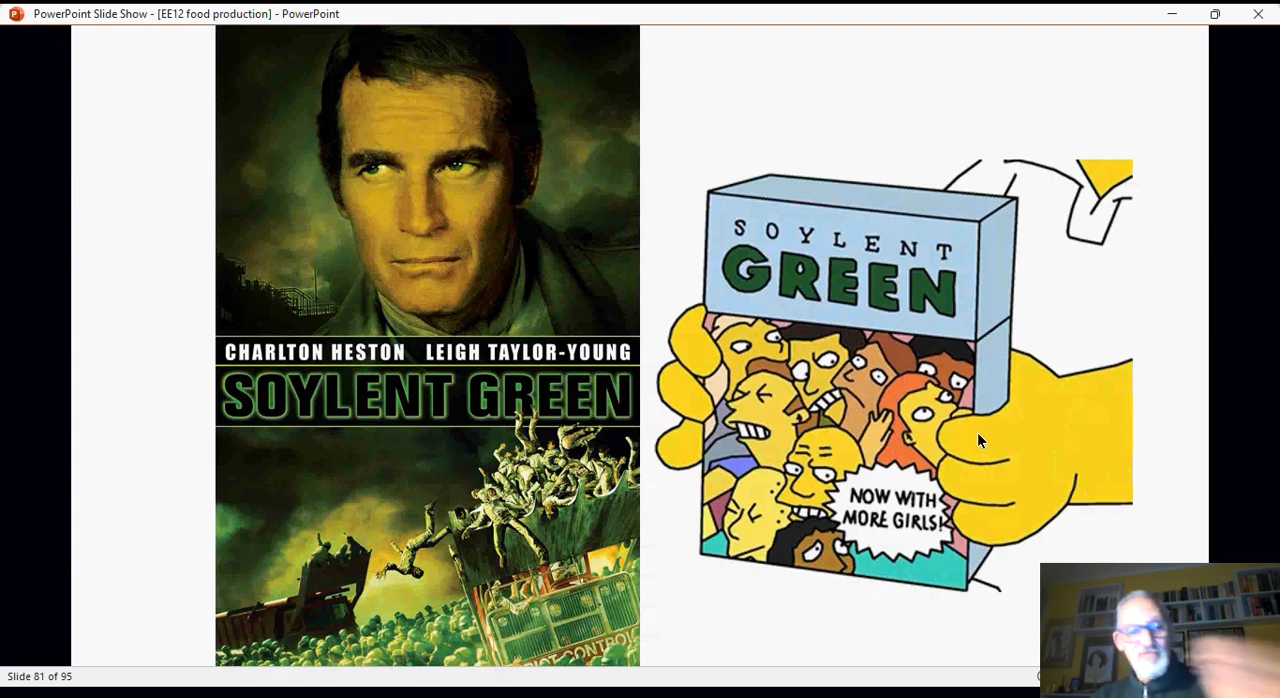 PowerPoint Slide Show - [EE12 food production] - PowerPoint
CHARLTON HESTON LEIGH TAYLOR-YOUNG
SOYLENT GREEN
SOYLENT
GREEN
NOW WITH
MORE GIRLS!
Slide 81 of 95